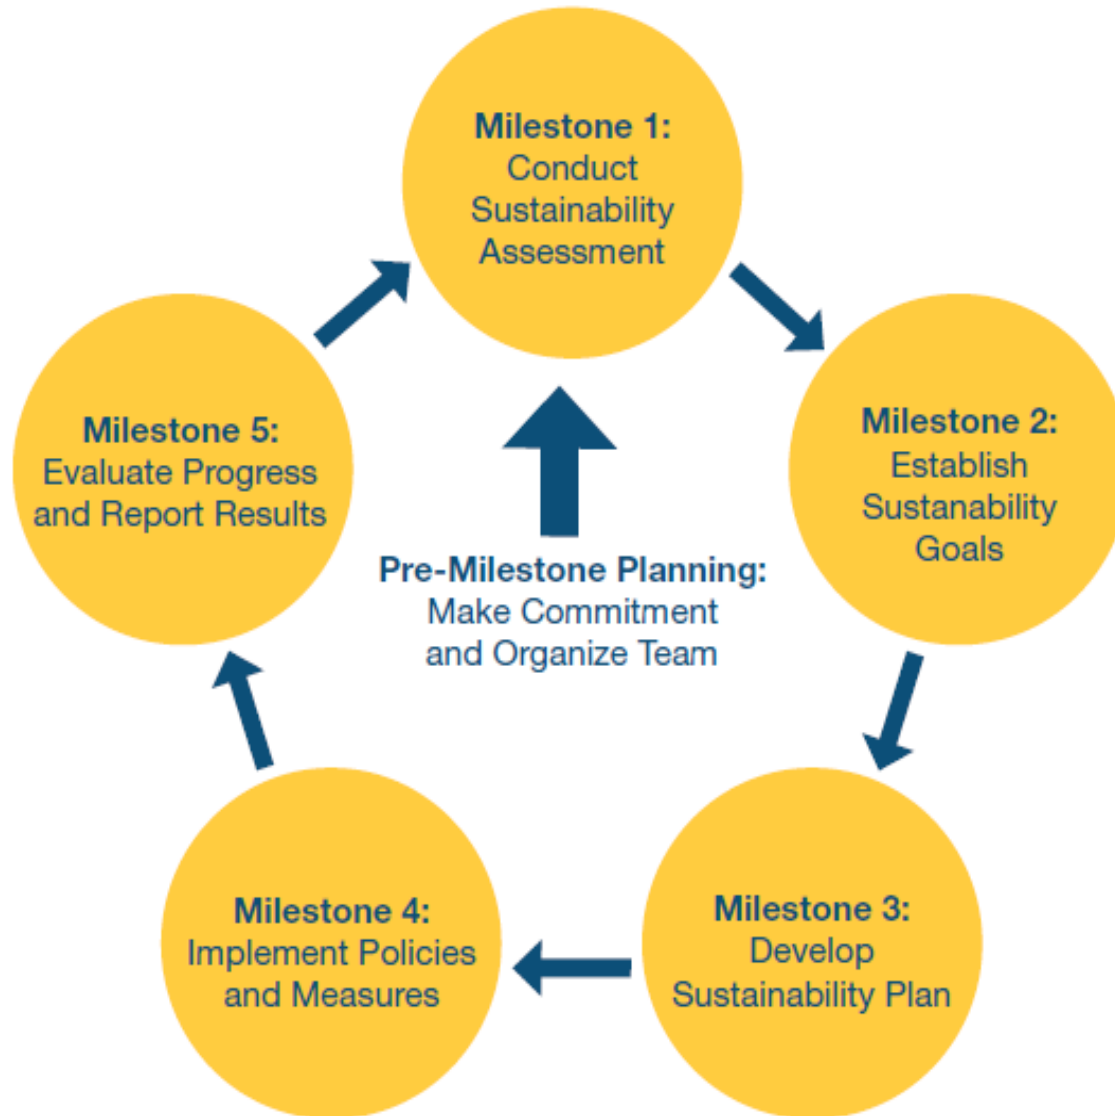 Milestone 1:
Conduct
Sustainability
Assessment
Milestone 2:
Establish
Sustanability
Goals
Milestone 3:
Develop
Sustainability Plan
Milestone 4:
Implement Policies
and Measures
Milestone 5:
Evaluate Progress
and Report Results
Pre-Milestone Planning:
Make Commitment
and Organize Team